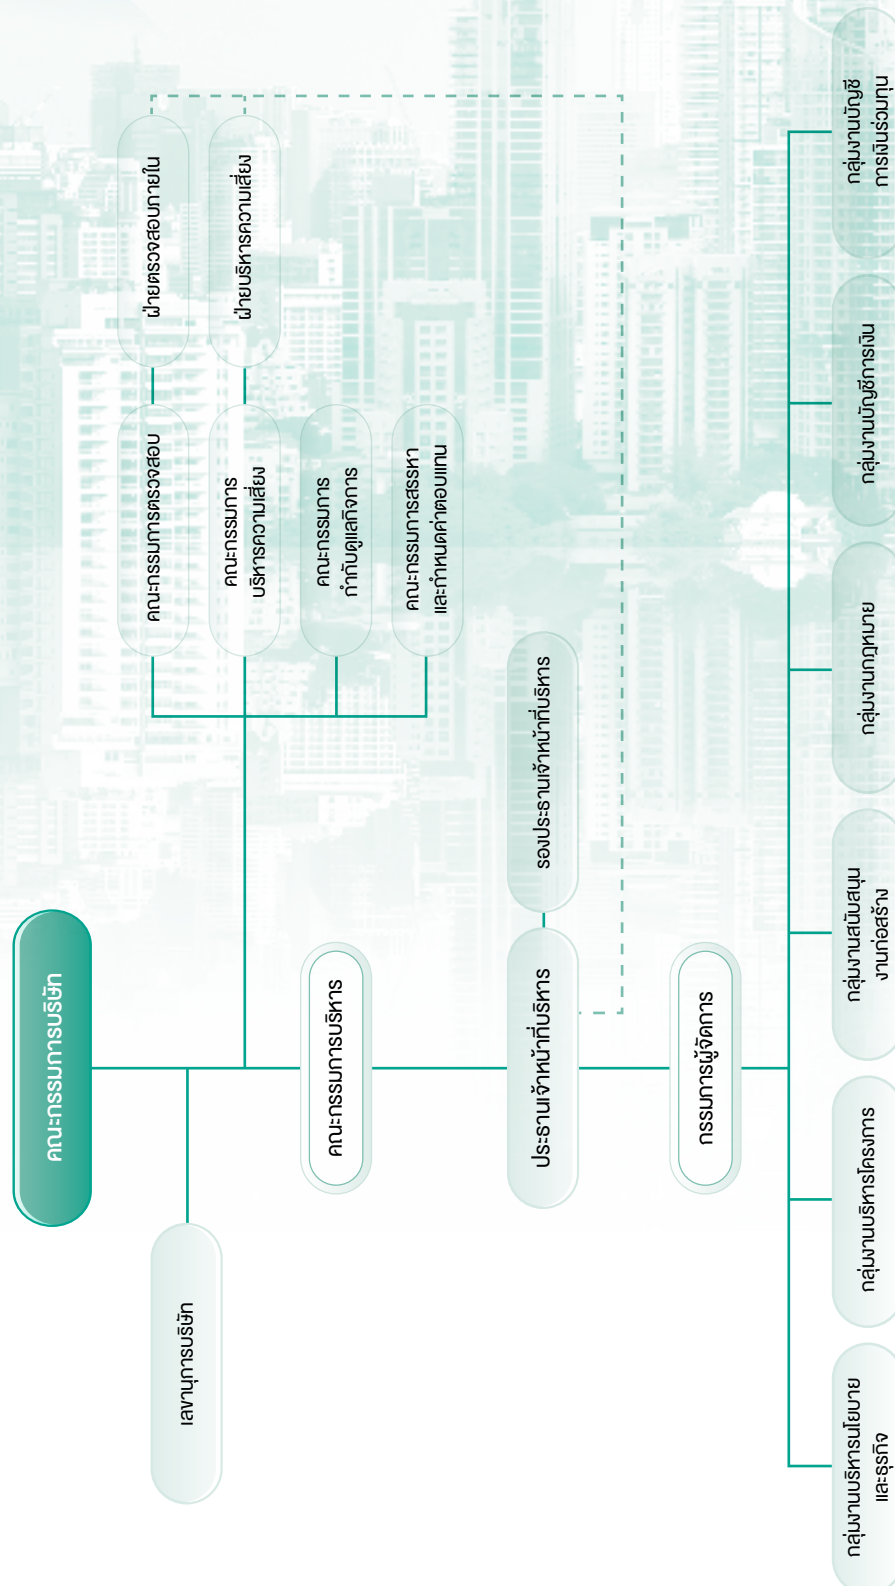 คณะกรรมการบริษัท
เลขานุการบริษัท
คณะกรรมการตรวจสอบ
ฝ่ายตรวจสอบภายใน
คณะกรรมการ
บริหารความเสี่ยง
ฝ่ายบริหารความเสี่ยง
คณะกรรมการ
กำกับดูแลกิจการ
คณะกรรมการสรรหา
และกำหนดค่าตอบแทน
คณะกรรมการบริหาร
ประธานเจ้าหน้าที่บริหาร
รองประธานเจ้าหน้าที่บริหาร
กรรมการผู้จัดการ
กลุ่มงานบริหารนโยบาย
และธุรกิจ
กลุ่มงานบริหารโครงการ
กลุ่มงานสนับสนุน
งานก่อสร้าง
กลุ่มงานกฎหมาย
กลุ่มงานบัญชีการเงิน
กลุ่มงานบัญชี
การเงินร่วมทุน